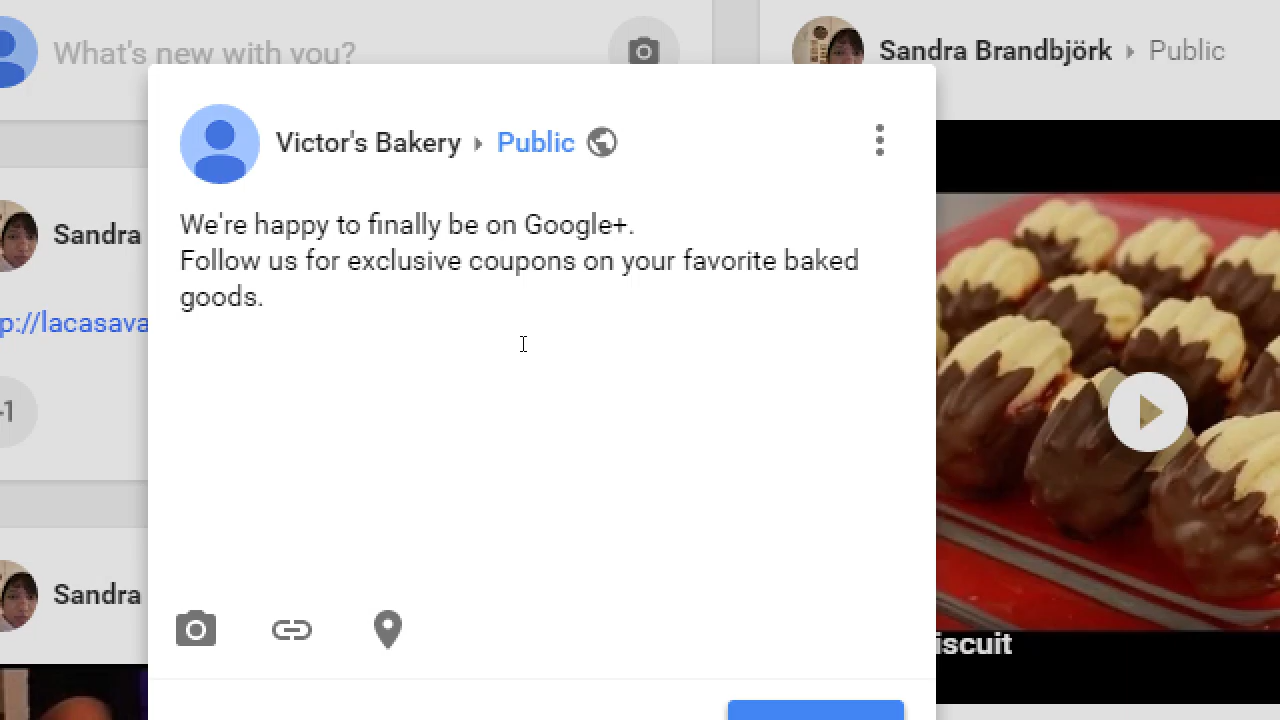 What's new with you?
Sandra Brandbjörk
Public
Victor's Bakery
Public
We're happy to finally be on Google+.
Follow us for exclusive coupons on your favorite baked
goods.
Sandra
p://lacasava
+1
Sandra
iscuit